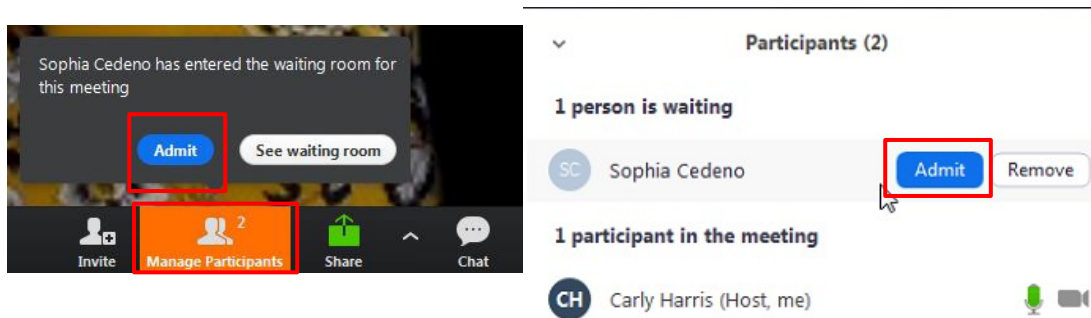 Sophia Cedeno has entered the waiting room for
this meeting
Admit
See waiting room
2
Invite
Manage Participants
Share
Chat
Participants (2)
1 person is waiting
SC
Sophia Cedeno
Admit
Remove
1 participant in the meeting
CH
Carly Harris (Host, me)